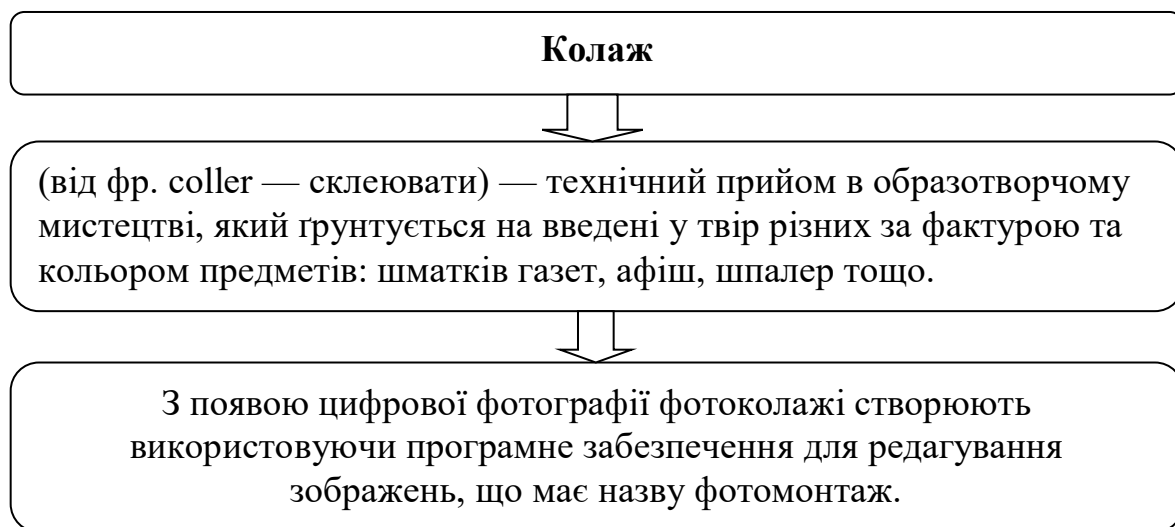 Колаж
(від фр. coller — склеювати) — технічний прийом в образотворчому
мистецтві, який ґрунтується на введені у твір різних за фактурою та
кольором предметів: шматків газет, афіш, шпалер тощо.
З появою цифрової фотографії фотоколажі створюють
використовуючи програмне забезпечення для редагування
зображень, що має назву фотомонтаж.